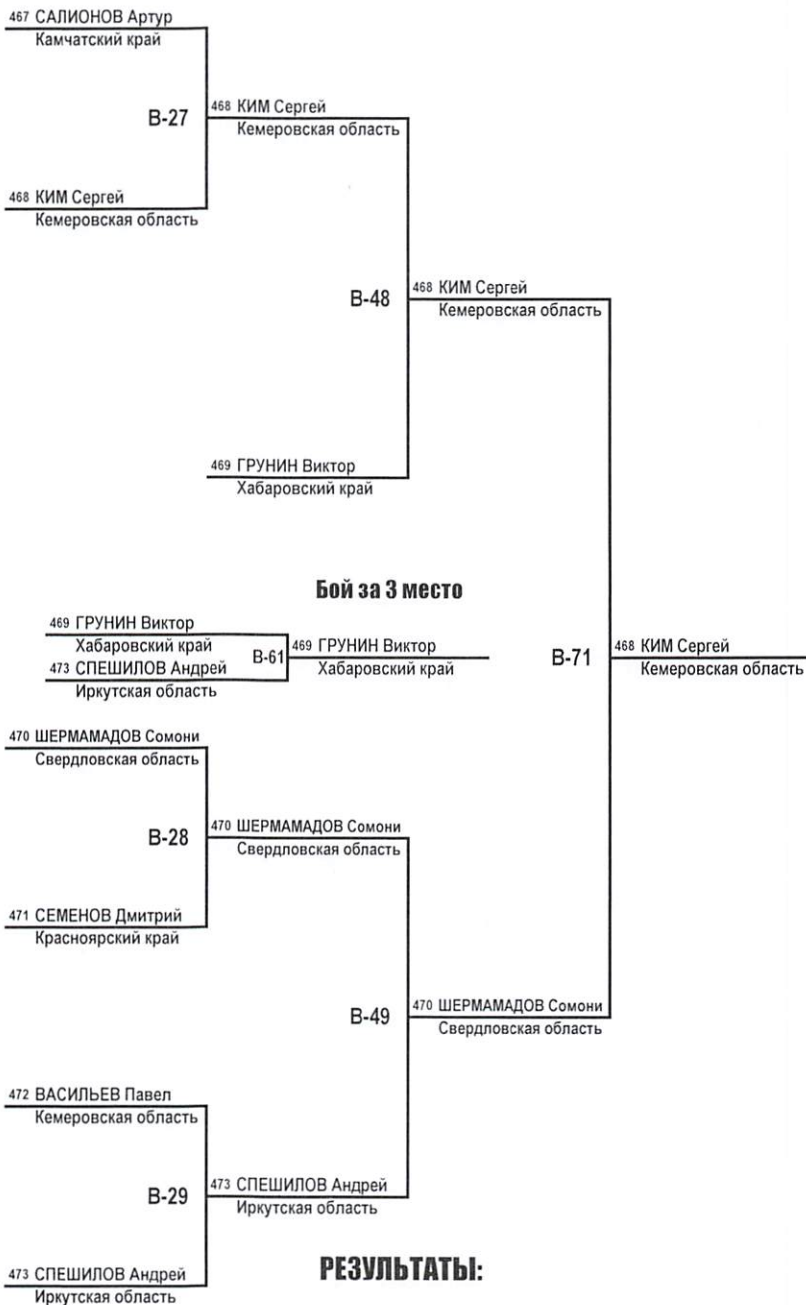 467 САЛИОНОВ Артур
Камчатский край
B-27
468 КИМ Сергей
Кемеровская область
468 КИМ Сергей
Кемеровская область
B-48
468 КИМ Сергей
Кемеровская область
469 ГРУНИН Виктор
Хабаровский край
Бой за 3 место
469 ГРУНИН Виктор
Хабаровский край
B-61
469 ГРУНИН Виктор
Хабаровский край
473 СПЕШИЛОВ Андрей
Иркутская область
B-71
468 КИМ Сергей
Кемеровская область
470 ШЕРМАМАДОВ Сомони
Свердловская область
B-28
470 ШЕРМАМАДОВ Сомони
Свердловская область
471 СЕМЕНОВ Дмитрий
Красноярский край
B-49
470 ШЕРМАМАДОВ Сомони
Свердловская область
472 ВАСИЛЬЕВ Павел
Кемеровская область
B-29
473 СПЕШИЛОВ Андрей
Иркутская область
473 СПЕШИЛОВ Андрей
Иркутская область
РЕЗУЛЬТАТЫ: